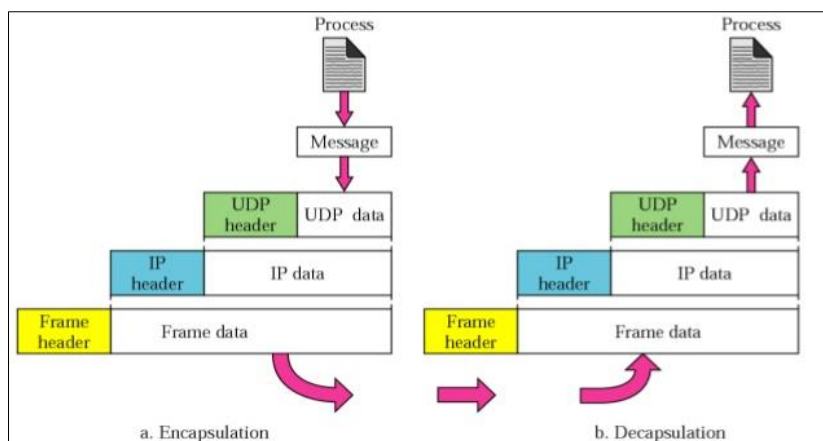 Process
Message
UDP
header
UDP data
IP
header
IP data
Frame
header
Frame data
a. Encapsulation
Process
Message
UDP
header
UDP data
IP
header
IP data
Frame
header
Frame data
b. Decapsulation